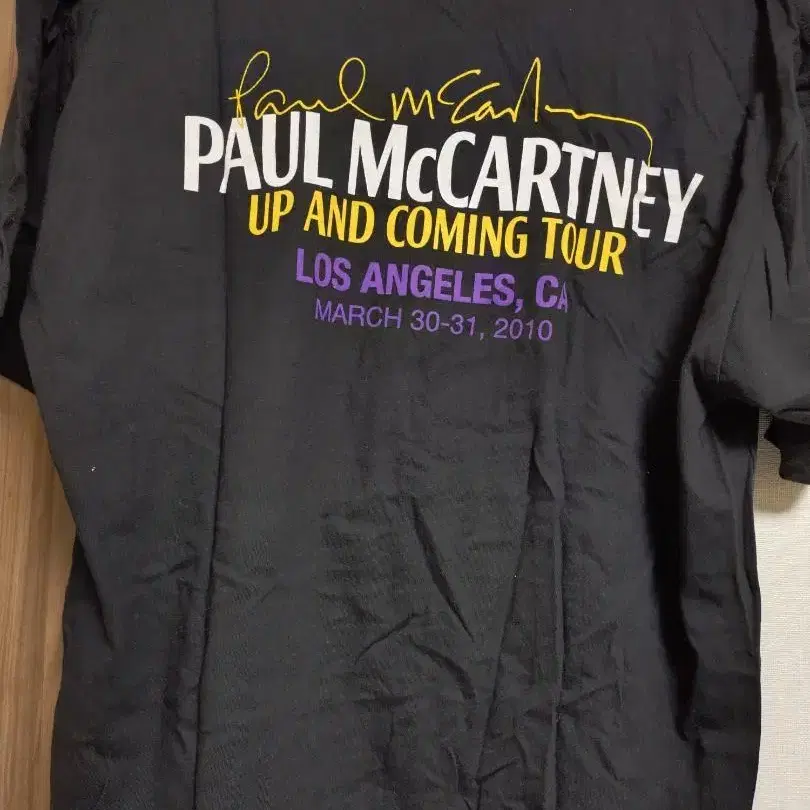 Paul McCartney
PAUL McCARTNEY
UP AND COMING TOUR
LOS ANGELES, CA
MARCH 30-31, 2010